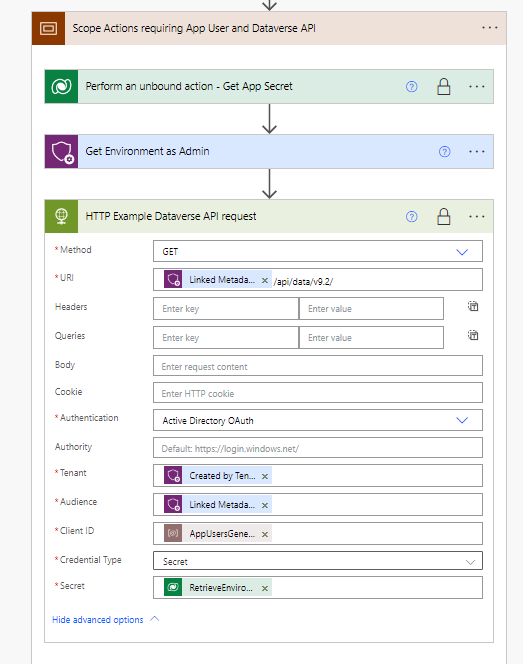 Scope Actions requiring App User and Dataverse API
Perform an unbound action - Get App Secret
Get Environment as Admin
HTTP Example Dataverse API request
* Method GET
* URI Linked Metada... × /api/data/v9.2/
Headers Enter key Enter value
Queries Enter key Enter value
Body Enter request content
Cookie Enter HTTP cookie
* Authentication Active Directory OAuth
Authority Default: https://login.windows.net/
* Tenant Created by Ten... ×
* Audience Linked Metada... ×
* Client ID AppUsersGene... ×
* Credential Type Secret
* Secret RetrieveEnviro... ×
Hide advanced options